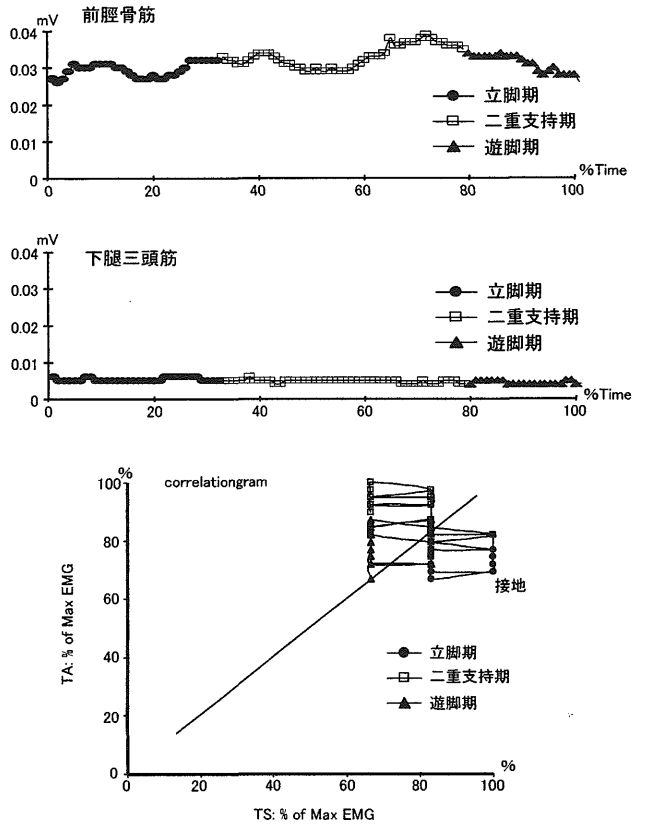 前脛骨筋
mV
0.04
0.03
0.02
0.01
0
立脚期
二重支持期
遊脚期
%Time
0 20 40 60 80 100
mV
下腿三頭筋
0.04
0.03
0.02
0.01
0
立脚期
二重支持期
遊脚期
%Time
0 20 40 60 80 100
%
correlationgram
100
80
60
40
20
0
TA: % of Max EMG
接地
立脚期
二重支持期
遊脚期
%
0 20 40 60 80 100
TS: % of Max EMG